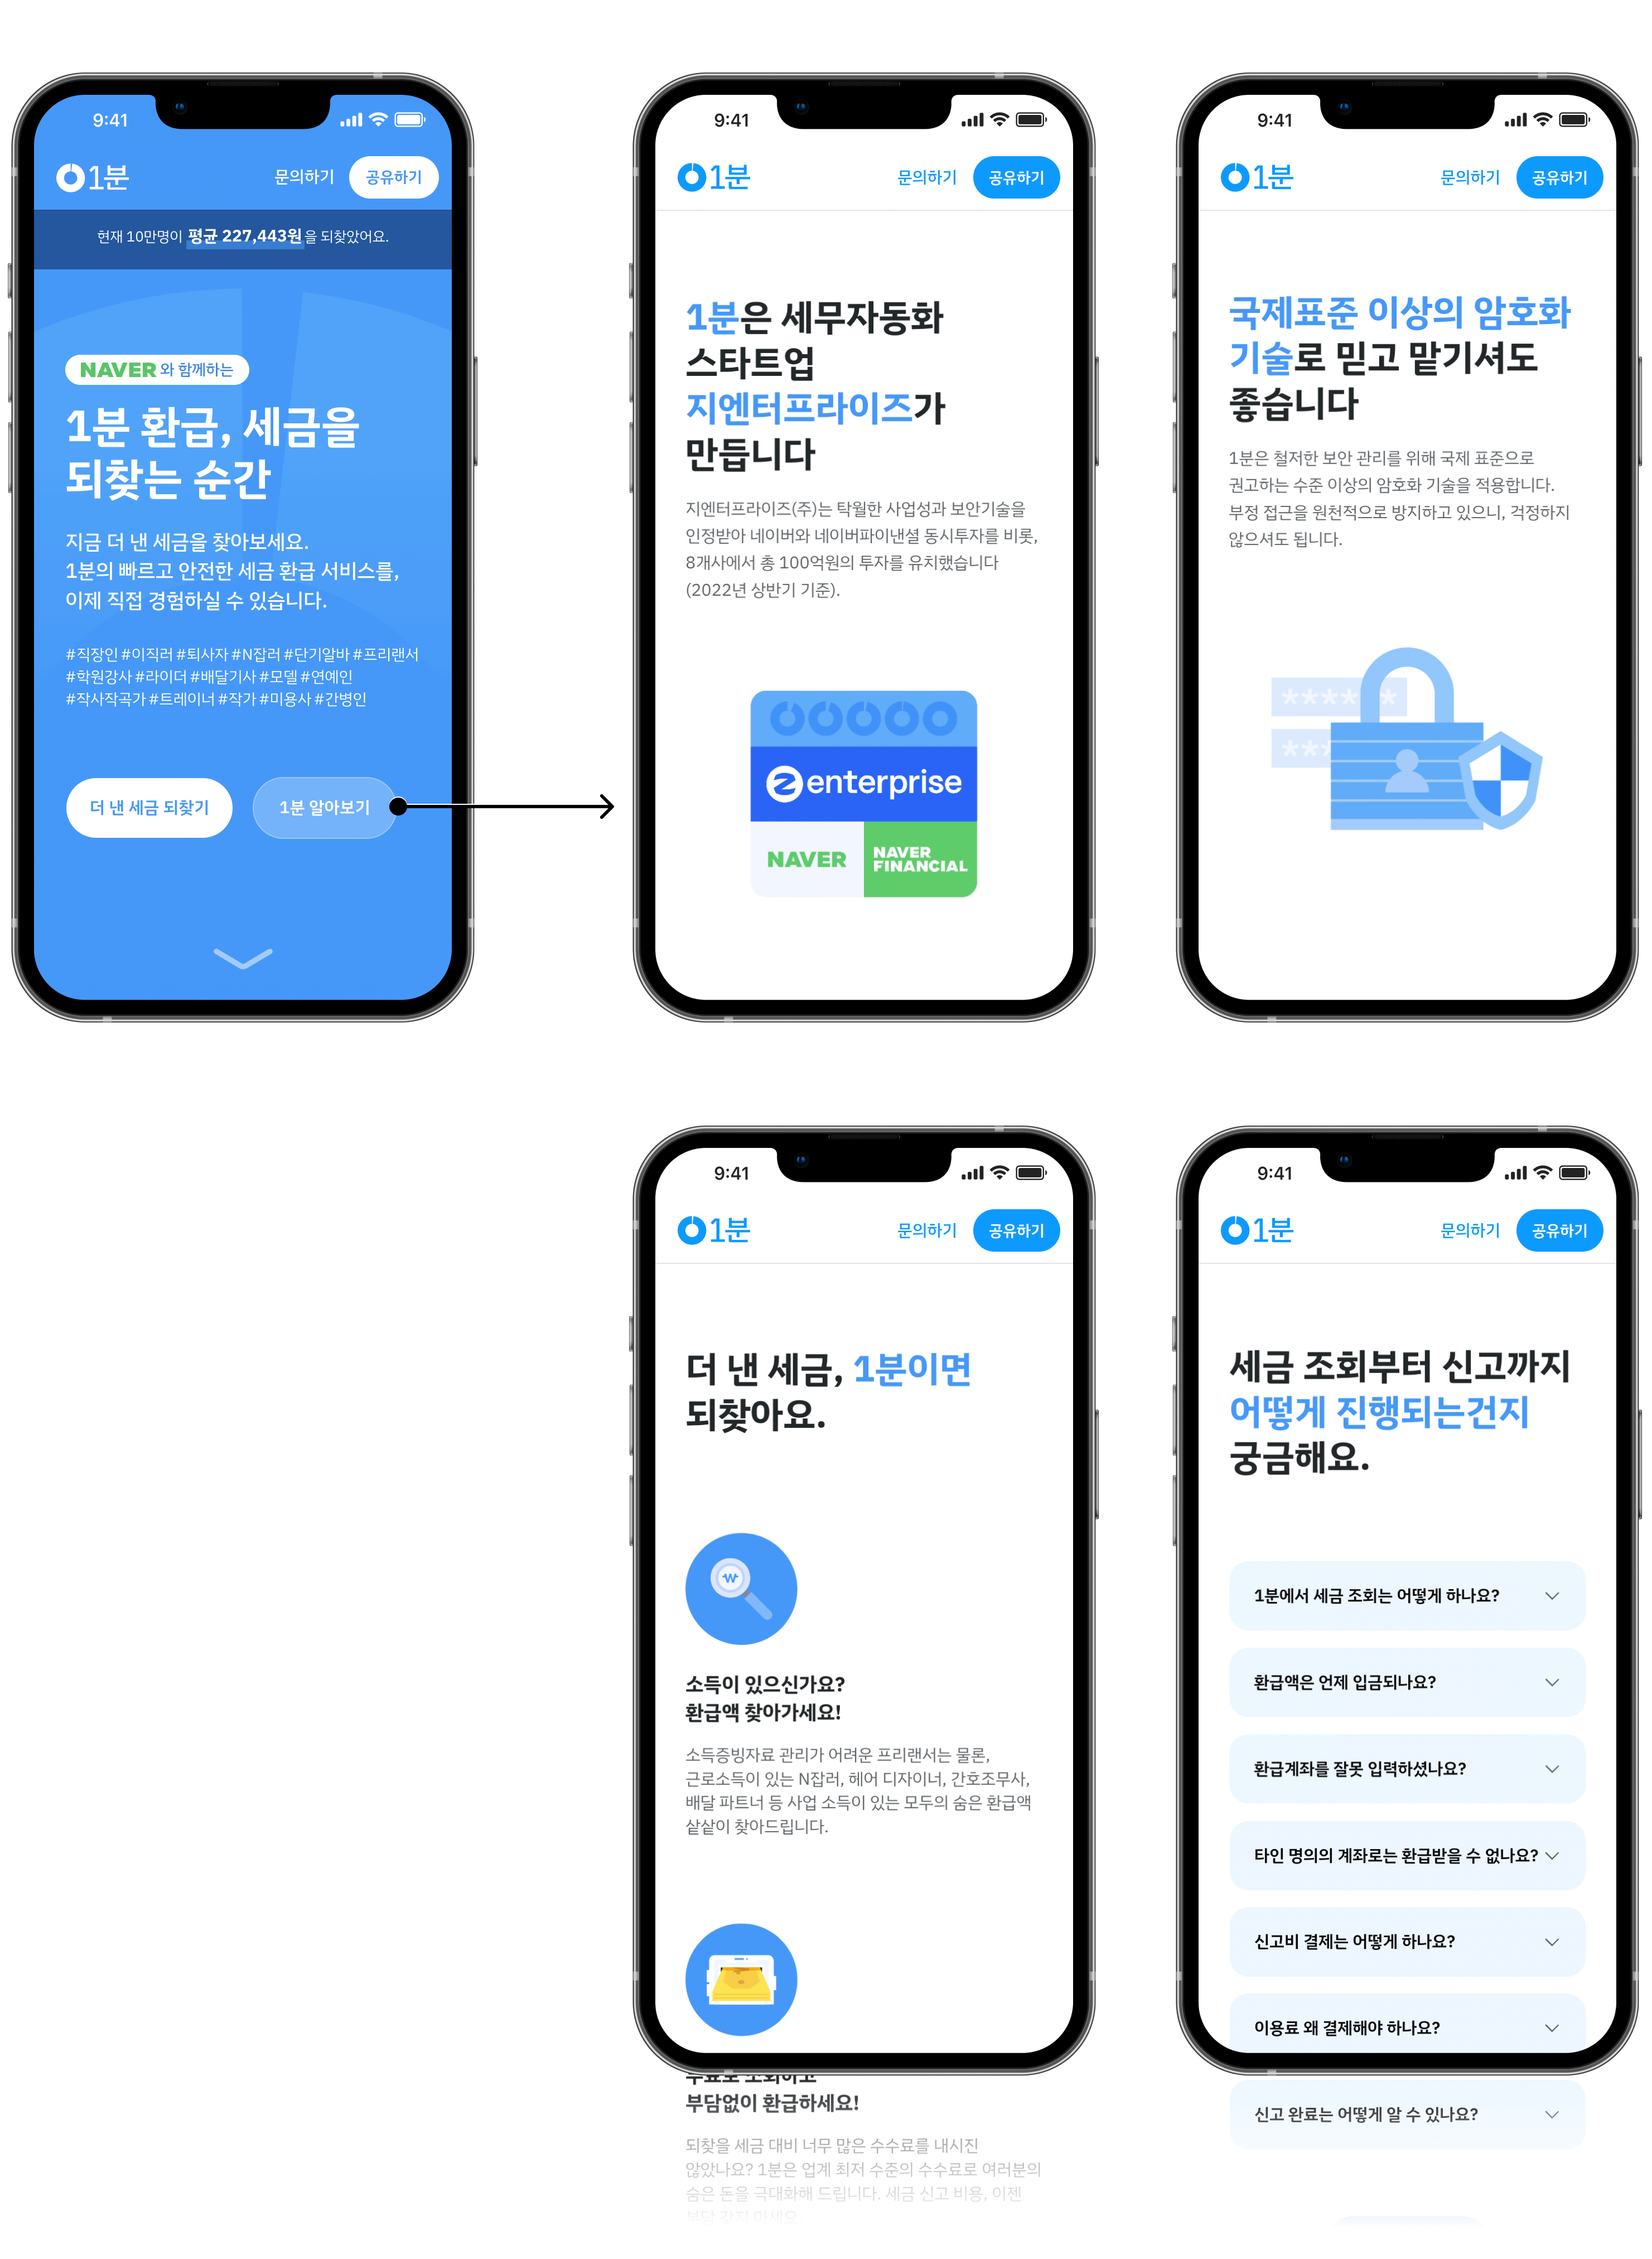 9:41
1분
문의하기
공유하기
현재 10만명이 평균 227,443원을 되찾았어요.
NAVER 와 함께하는
1분 환급, 세금을
되찾는 순간
지금 더 낸 세금을 찾아보세요.
1분의 빠르고 안전한 세금 환급 서비스를,
이제 직접 경험하실 수 있습니다.
#직장인 #이직러 #퇴사자 #N잡러 #단기알바 #프리랜서
#학원강사 #라이더 #배달기사 #모델 #연예인
#작사작곡가 #트레이너 #작가 #미용사 #간병인
더 낸 세금 되찾기
1분 알아보기
9:41
1분
문의하기
공유하기
1분은 세무자동화
스타트업
지엔터프라이즈가
만듭니다
지엔터프라이즈(주)는 탁월한 사업성과 보안기술을
인정받아 네이버와 네이버파이낸셜 동시투자를 비롯,
8개사에서 총 100억원의 투자를 유치했습니다
(2022년 상반기 기준).
enterprise
NAVER
NAVER
FINANCIAL
9:41
1분
문의하기
공유하기
국제표준 이상의 암호화
기술로 믿고 맡기셔도
좋습니다
1분은 철저한 보안 관리를 위해 국제 표준으로
권고하는 수준 이상의 암호화 기술을 적용합니다.
부정 접근을 원천적으로 방지하고 있으니, 걱정하지
않으셔도 됩니다.
9:41
1분
문의하기
공유하기
더 낸 세금, 1분이면
되찾아요.
소득이 있으신가요?
환급액 찾아가세요!
소득증빙자료 관리가 어려운 프리랜서는 물론,
근로소득이 있는 N잡러, 헤어 디자이너, 간호조무사,
배달 파트너 등 사업 소득이 있는 모두의 숨은 환급액
샅샅이 찾아드립니다.
무료로 조회하고
부담없이 환급하세요!
되찾을 세금 대비 너무 많은 수수료를 내시진
않았나요? 1분은 업계 최저 수준의 수수료로 여러분의
숨은 돈을 극대화해 드립니다. 세금 신고 비용, 이젠
부담 갖지 마세요
9:41
1분
문의하기
공유하기
세금 조회부터 신고까지
어떻게 진행되는건지
궁금해요.
1분에서 세금 조회는 어떻게 하나요?
환급액은 언제 입금되나요?
환급계좌를 잘못 입력하셨나요?
타인 명의의 계좌로는 환급받을 수 없나요?
신고비 결제는 어떻게 하나요?
이용료 왜 결제해야 하나요?
신고 완료는 어떻게 알 수 있나요?